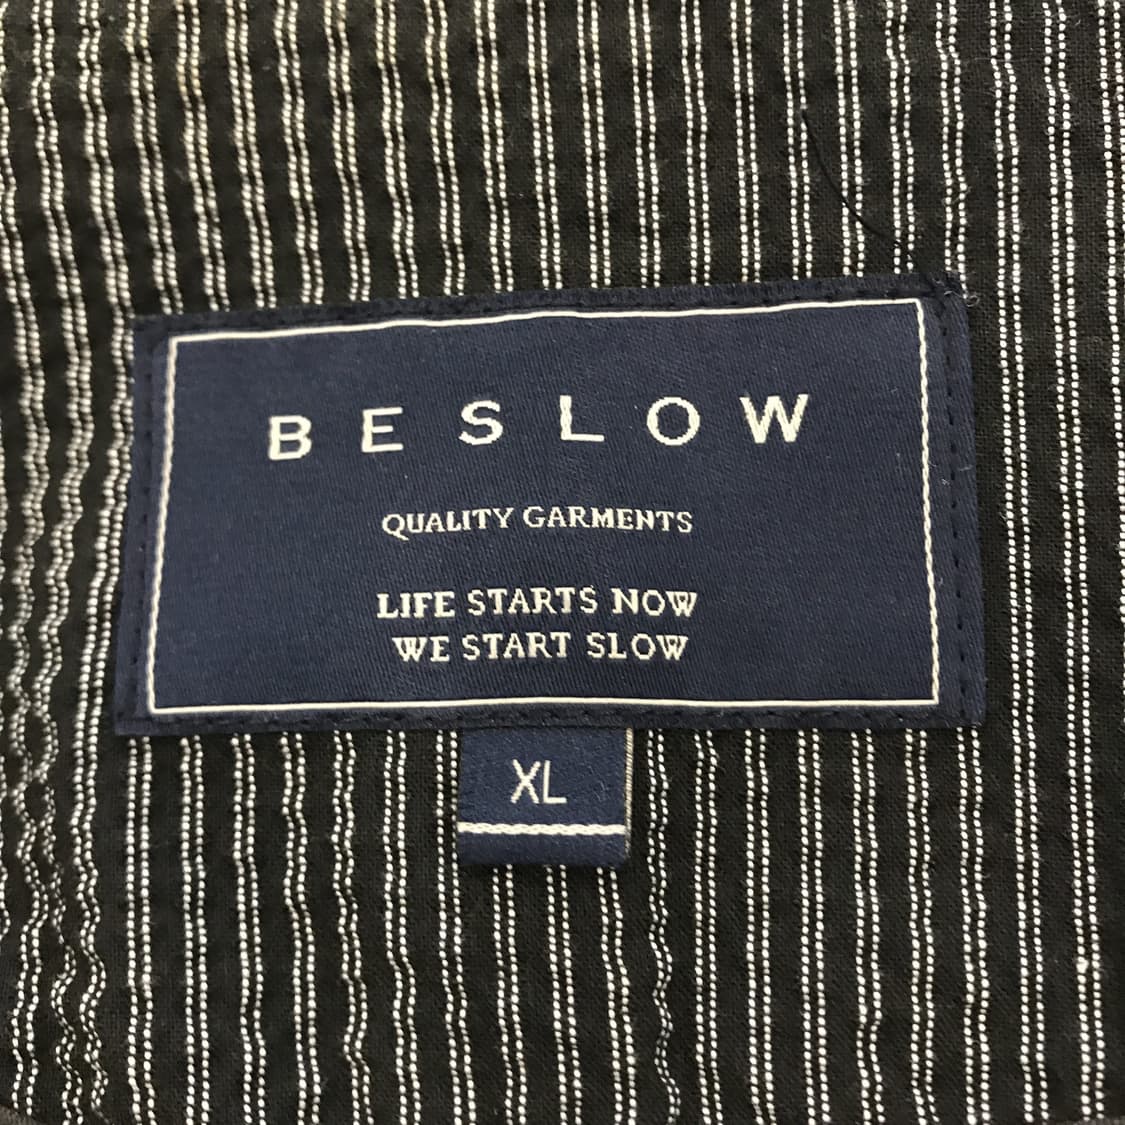 BESLOW
QUALITY GARMENTS
LIFE STARTS NOW
WE START SLOW
XL